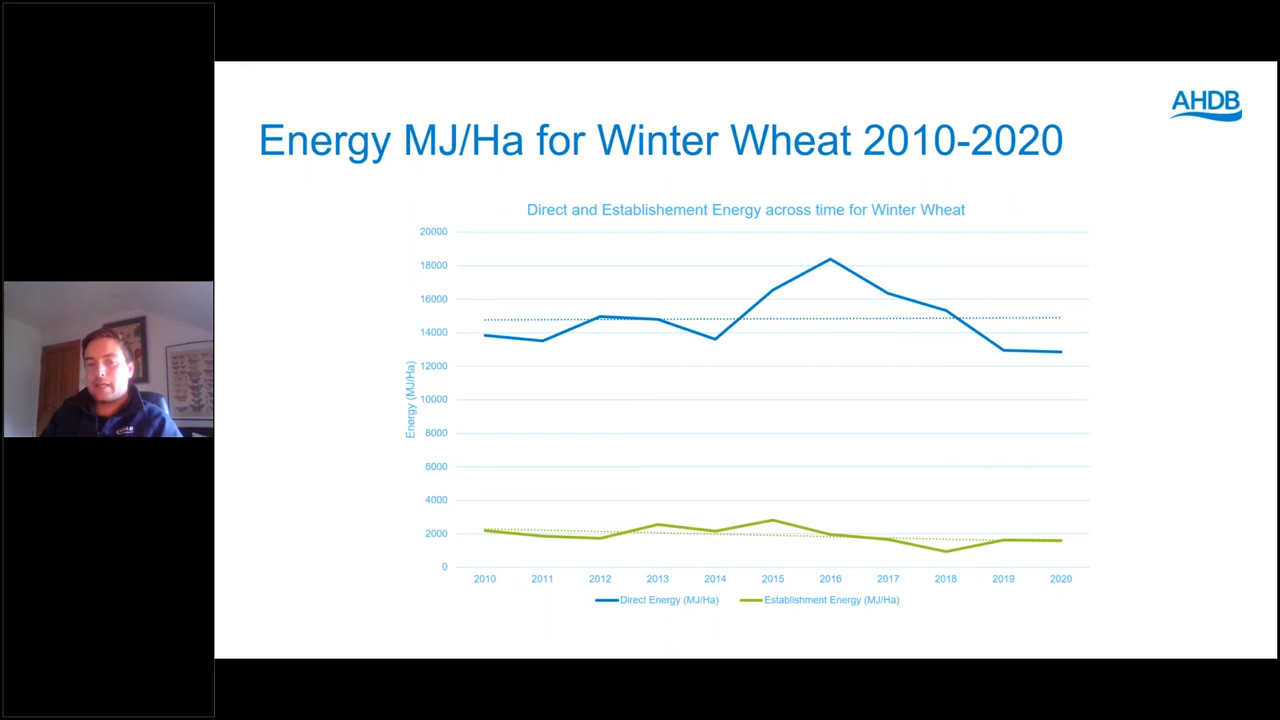 AHDB
Energy MJ/Ha for Winter Wheat 2010-2020
Direct and Establishement Energy across time for Winter Wheat
20000
18000
16000
14000
12000
10000
8000
6000
4000
2000
0
Energy (MJ/Ha)
2010 2011 2012 2013 2014 2015 2016 2017 2018 2019 2020
Direct Energy (MJ/Ha) Establishment Energy (MJ/Ha)